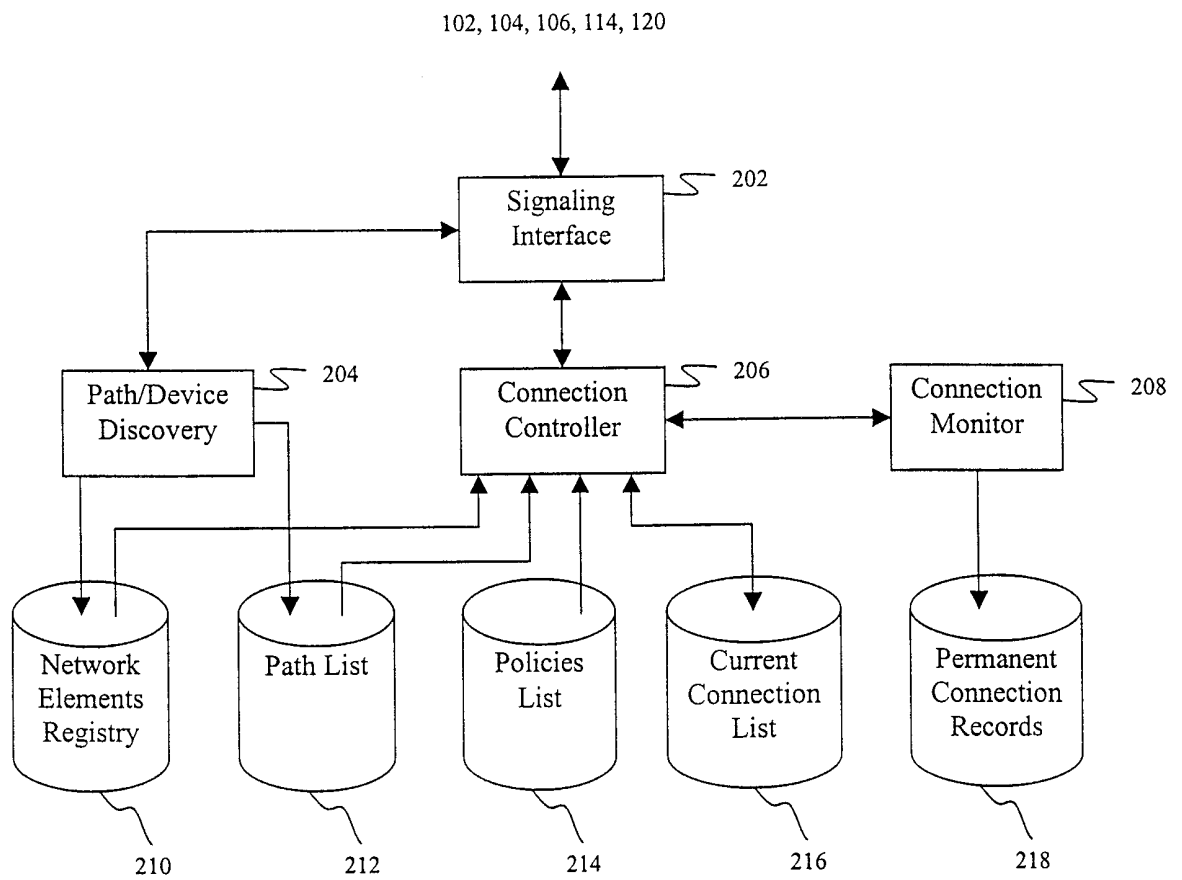 102, 104, 106, 114, 120
Signaling
Interface
202
Path/Device
Discovery
204
Connection
Controller
206
Connection
Monitor
208
Network
Elements
Registry
Path List
Policies
List
Current
Connection
List
Permanent
Connection
Records
210
212
214
216
218